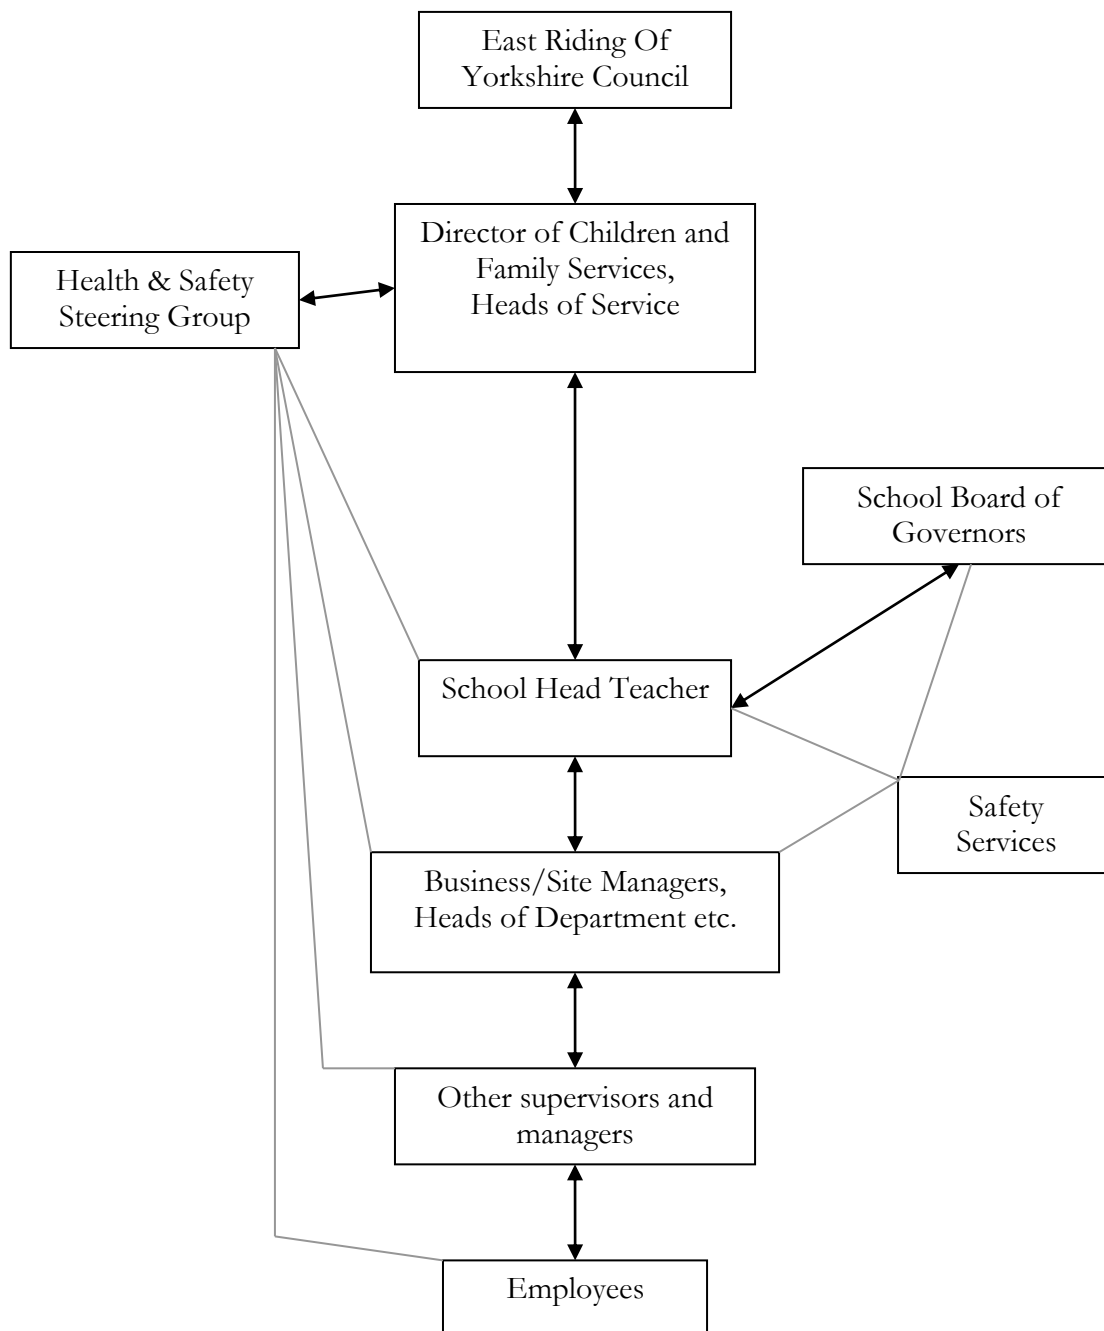 East Riding Of
Yorkshire Council
Director of Children and
Family Services,
Heads of Service
Health & Safety
Steering Group
School Board of
Governors
School Head Teacher
Safety
Services
Business/Site Managers,
Heads of Department etc.
Other supervisors and
managers
Employees